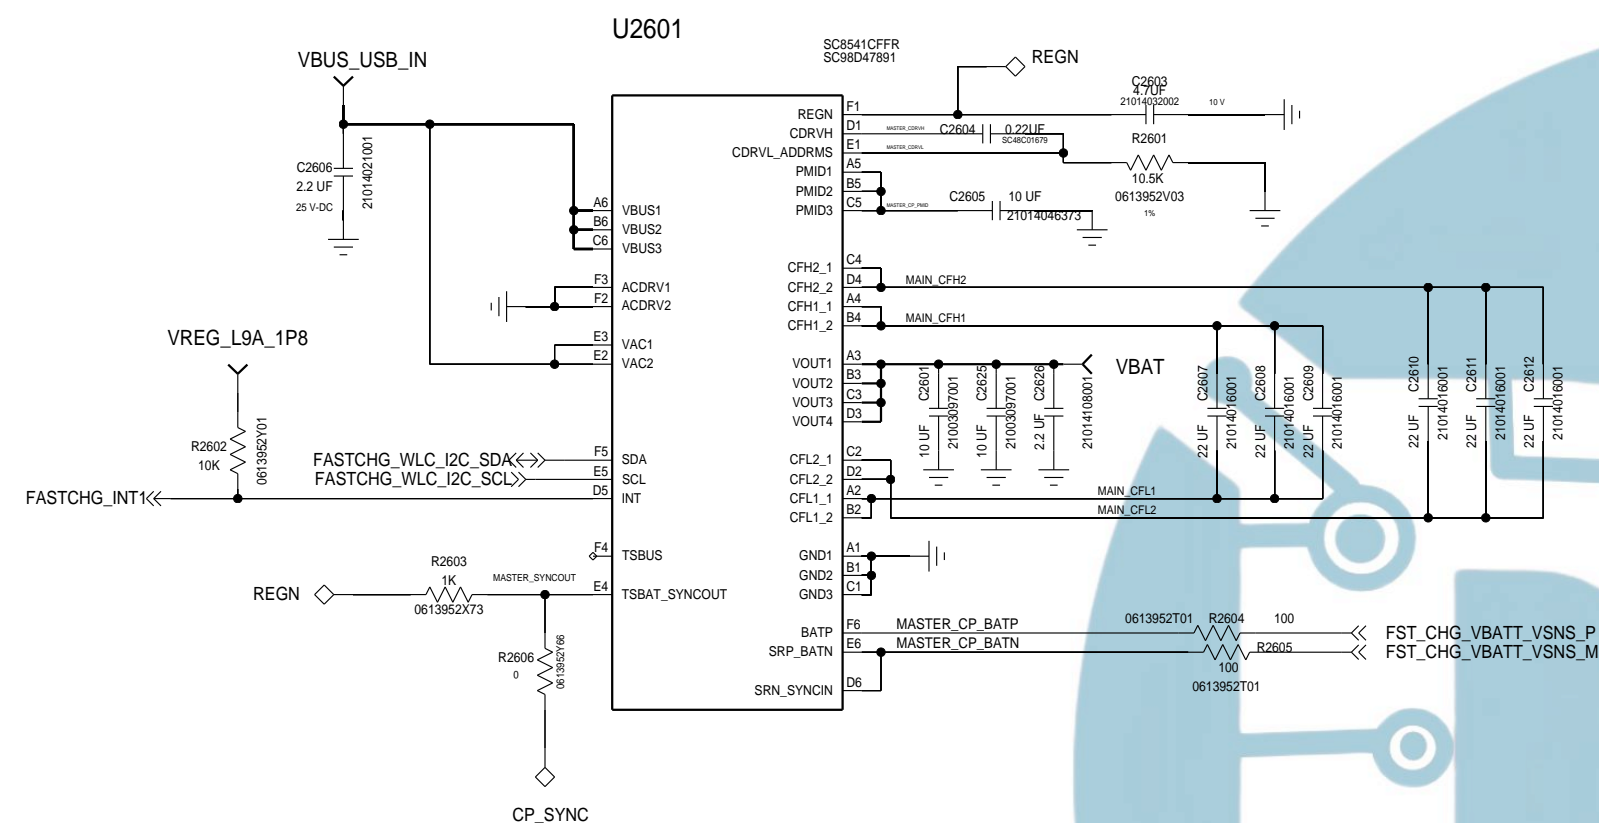 U2601
SC8541CFFR
SC98D47891
VBUS_USB_IN
REGN
C2603
4.7UF
21014032002
10 V
REGN F1
CDRVH D1 MASTER_CDRVH C2604 0.22UF
SC48C01679
CDRVL_ADDRMS E1 MASTER_CDRVL
R2601
10.5K
0613952V03
1%
PMID1 A5
PMID2 B5
PMID3 C5 MASTER_CP_PMID C2605 10 UF
21014046373
C2606
2.2 UF
25 V-DC
21014021001
A6 VBUS1
B6 VBUS2
C6 VBUS3
F3 ACDRV1
F2 ACDRV2
E3 VAC1
E2 VAC2
CFH2_1 C4
CFH2_2 D4 MAIN_CFH2
CFH1_1 A4
CFH1_2 B4 MAIN_CFH1
VREG_L9A_1P8
VOUT1 A3
VOUT2 B3
VOUT3 C3
VOUT4 D3
VBAT
10 UF C2601
21003097001
10 UF C2625
21003097001
2.2 UF C2626
21014108001
22 UF C2607
21014016001
22 UF C2608
21014016001
22 UF C2609
21014016001
22 UF C2610
21014016001
22 UF C2611
21014016001
22 UF C2612
21014016001
R2602
10K
0613952Y01
FASTCHG_WLC_I2C_SDA F5 SDA
FASTCHG_WLC_I2C_SCL E5 SCL
FASTCHG_INT1 D5 INT
CFL2_1 C2
CFL2_2 D2
CFL1_1 A2 MAIN_CFL1
CFL1_2 B2 MAIN_CFL2
F4 TSBUS
GND1 A1
GND2 B1
GND3 C1
R2603
1K
0613952X73
REGN
MASTER_SYNCOUT
E4 TSBAT_SYNCOUT
BATP F6 MASTER_CP_BATP
0613952T01 R2604 100
FST_CHG_VBATT_VSNS_P
SRP_BATN E6 MASTER_CP_BATN
R2605
FST_CHG_VBATT_VSNS_M
100
0613952T01
SRN_SYNCIN D6
R2606
0
0613952Y66
CP_SYNC